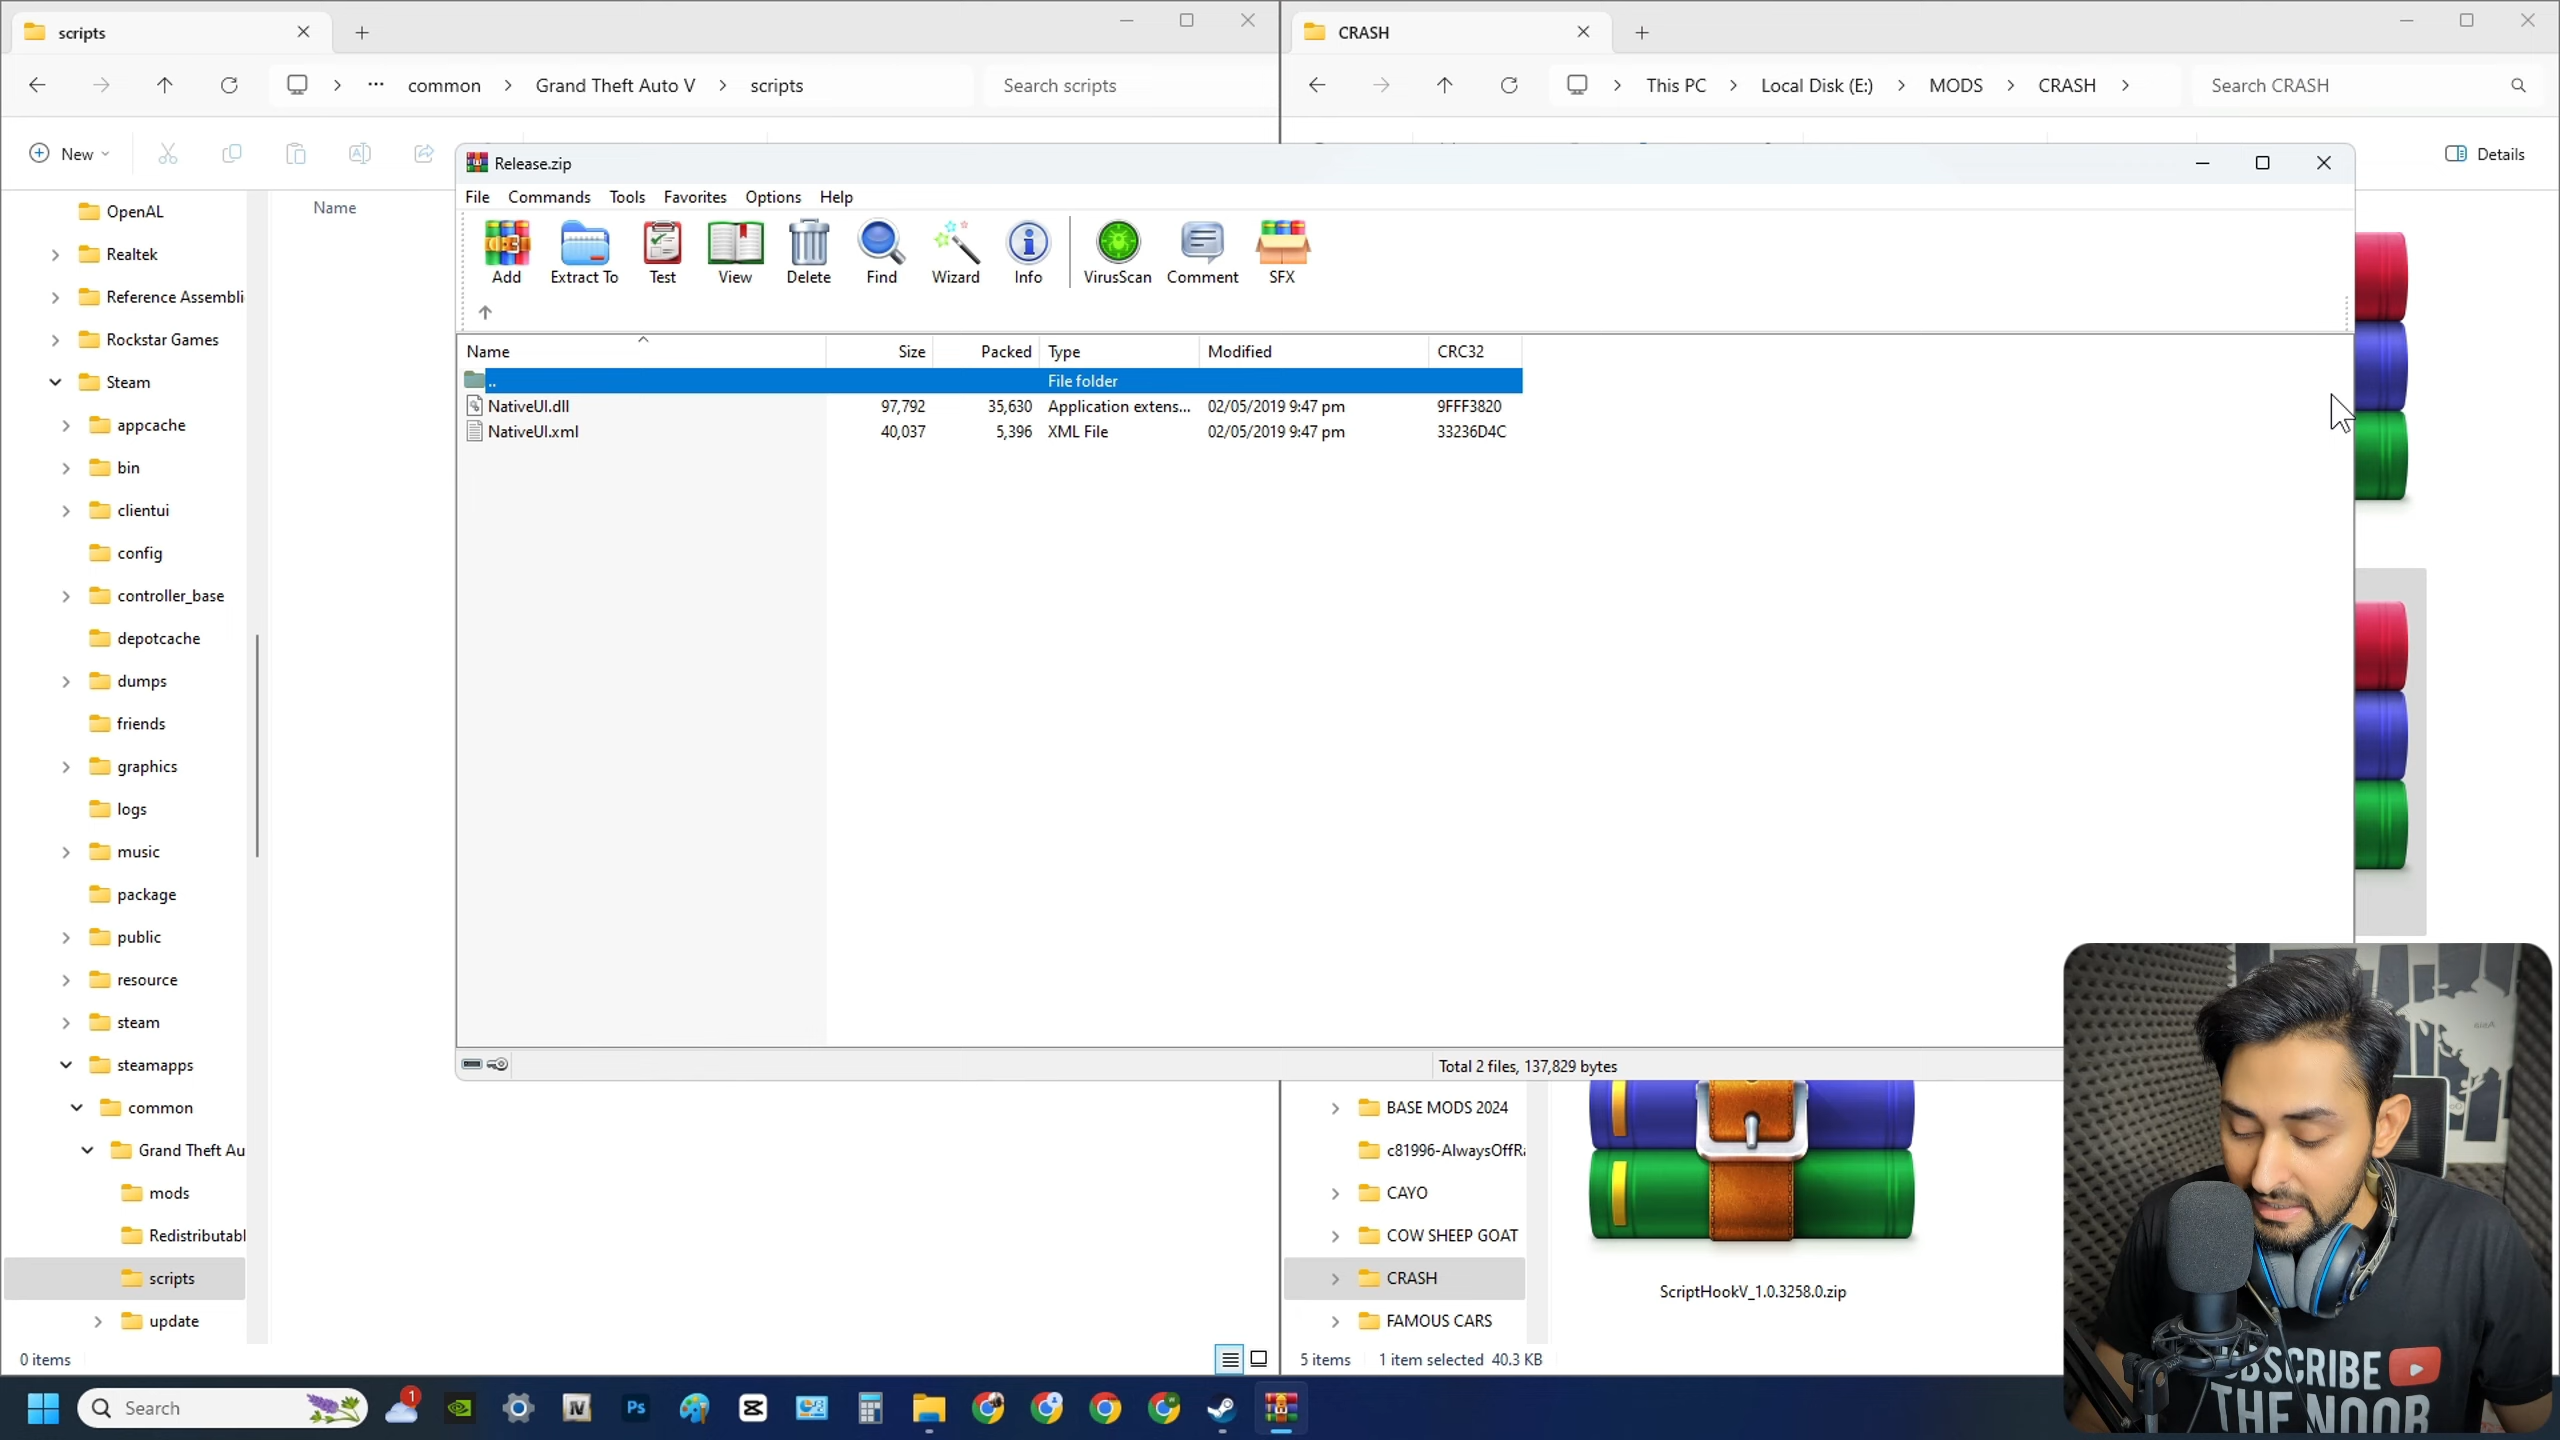 scripts
CRASH
common
Grand Theft Auto V
scripts
Search scripts
This PC
Local Disk (E:)
MODS
CRASH
Search CRASH
New
Details
Release.zip
File
Commands
Tools
Favorites
Options
Help
Add
Extract To
Test
View
Delete
Find
Wizard
Info
VirusScan
Comment
SFX
Name
Name Size Packed Type Modified CRC32
.. File folder
NativeUI.dll 97,792 35,630 Application extens... 02/05/2019 9:47 pm 9FFF3820
NativeUI.xml 40,037 5,396 XML File 02/05/2019 9:47 pm 33236D4C
Total 2 files, 137,829 bytes
OpenAL
Realtek
Reference Assembli
Rockstar Games
Steam
appcache
bin
clientui
config
controller_base
depotcache
dumps
friends
graphics
logs
music
package
public
resource
steam
steamapps
common
Grand Theft Au
mods
Redistributabl
scripts
update
0 items
BASE MODS 2024
c81996-AlwaysOffRa
CAYO
COW SHEEP GOAT
CRASH
FAMOUS CARS
ScriptHookV_1.0.3258.0.zip
5 items
1 item selected 40.3 KB
Search
1
IV
Ps
UBSCRIBE
THE NOOB